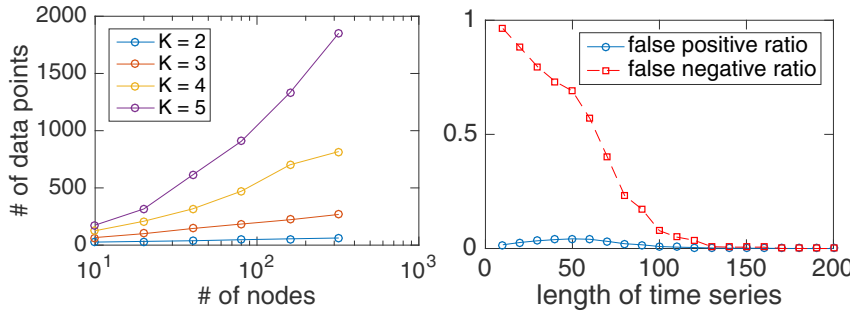 2000
1500
1000
500
0
# of data points
K = 2
K = 3
K = 4
K = 5
10^1
10^2
10^3
# of nodes
1
0.5
0
false positive ratio
false negative ratio
0
50
100
150
200
length of time series